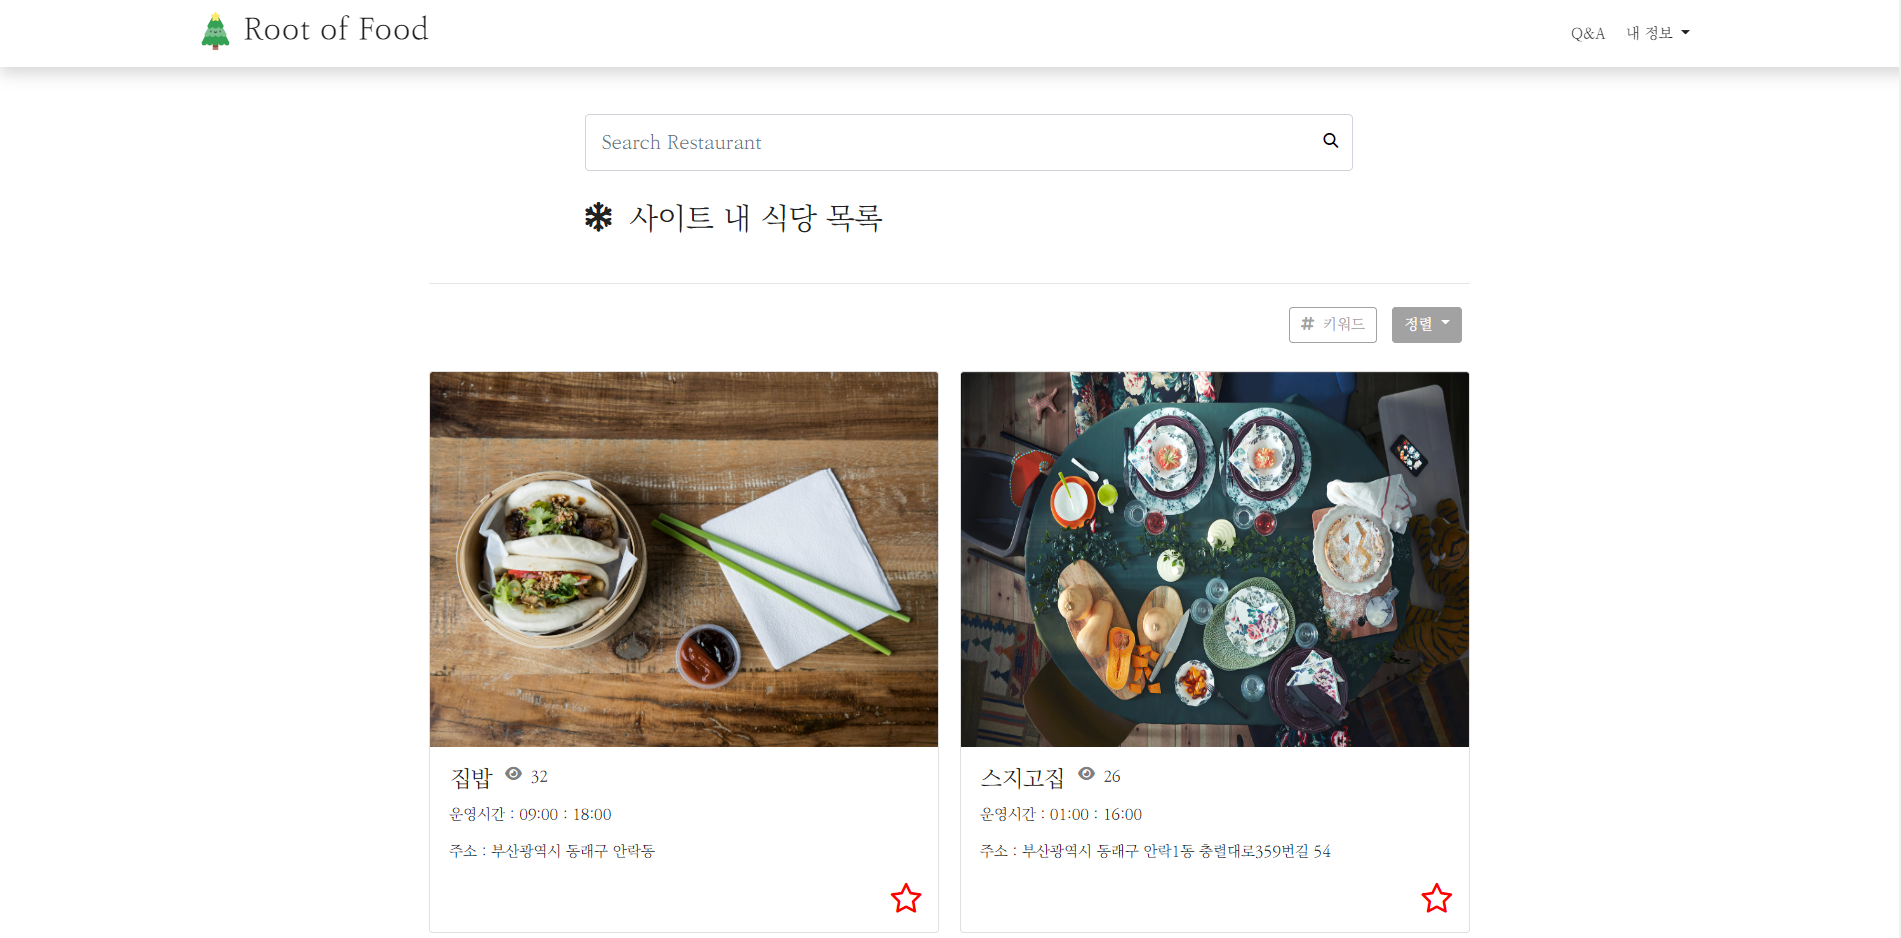 Root of Food
Q&A 내 정보
Search Restaurant
사이트 내 식당 목록
# 키워드 정렬
집밥 32
운영시간 : 09:00 : 18:00
주소 : 부산광역시 동래구 안락동
스지고집 26
운영시간 : 01:00 : 16:00
주소 : 부산광역시 동래구 안락1동 충렬대로359번길 54